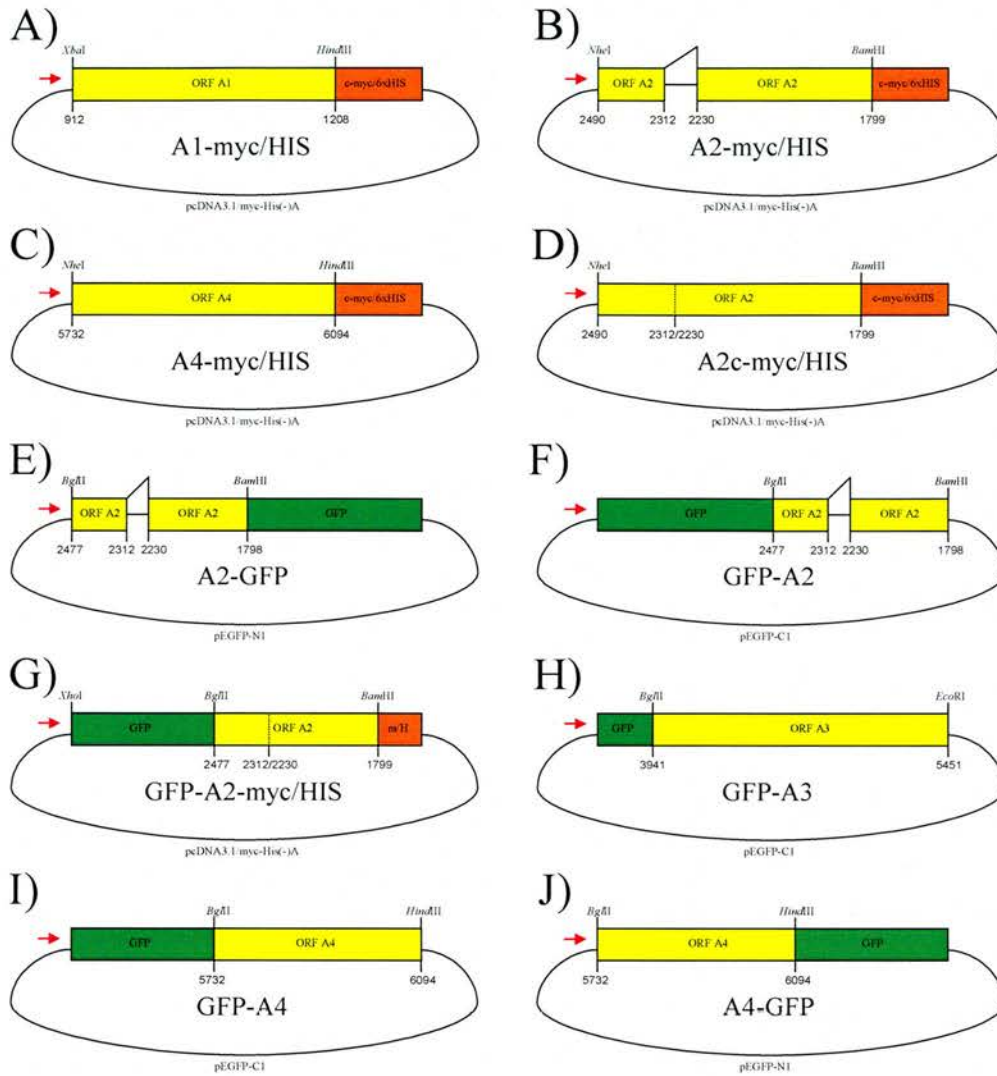 A)
XbaI HindIII
ORF A1 c-myc/6xHIS
912 1208
A1-myc/HIS
pcDNA3.1/myc-His(-)A
B)
NheI BamHI
ORF A2 ORF A2 c-myc/6xHIS
2490 2312 2230 1799
A2-myc/HIS
pcDNA3.1/myc-His(-)A
C)
NheI HindIII
ORF A4 c-myc/6xHIS
5732 6094
A4-myc/HIS
pcDNA3.1/myc-His(-)A
D)
NheI BamHI
ORF A2 c-myc/6xHIS
2490 2312/2230 1799
A2c-myc/HIS
pcDNA3.1/myc-His(-)A
E)
BglII BamHI
ORF A2 ORF A2 GFP
2477 2312 2230 1798
A2-GFP
pEGFP-N1
F)
BglII BamHI
GFP ORF A2 ORF A2
2477 2312 2230 1798
GFP-A2
pEGFP-C1
G)
XhoI BglII BamHI
GFP ORF A2 m/H
2477 2312/2230 1799
GFP-A2-myc/HIS
pcDNA3.1/myc-His(-)A
H)
BglII EcoRI
GFP ORF A3
3941 5451
GFP-A3
pEGFP-C1
I)
BglII HindIII
GFP ORF A4
5732 6094
GFP-A4
pEGFP-C1
J)
BglII HindIII
ORF A4 GFP
5732 6094
A4-GFP
pEGFP-N1